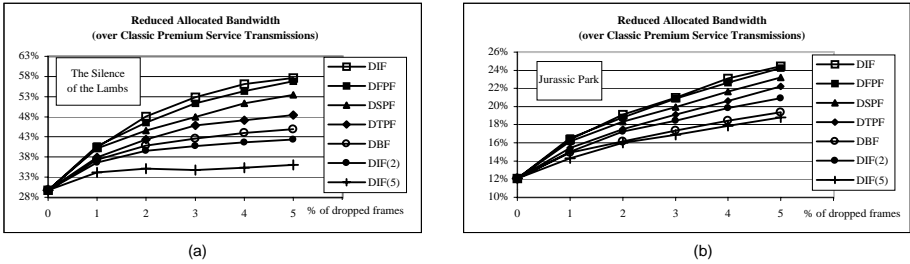 Reduced Allocated Bandwidth
(over Classic Premium Service Transmissions)
63%
58%
53%
48%
43%
38%
33%
28%
The Silence
of the Lambs
DIF
DFPF
DSPF
DTPF
DBF
DIF(2)
DIF(5)
0 1 2 3 4 5 % of dropped frames
(a)
Reduced Allocated Bandwidth
(over Classic Premium Service Transmissions)
26%
24%
22%
20%
18%
16%
14%
12%
Jurassic Park
DIF
DFPF
DSPF
DTPF
DBF
DIF(2)
DIF(5)
0 1 2 3 4 5 % of dropped frames
(b)